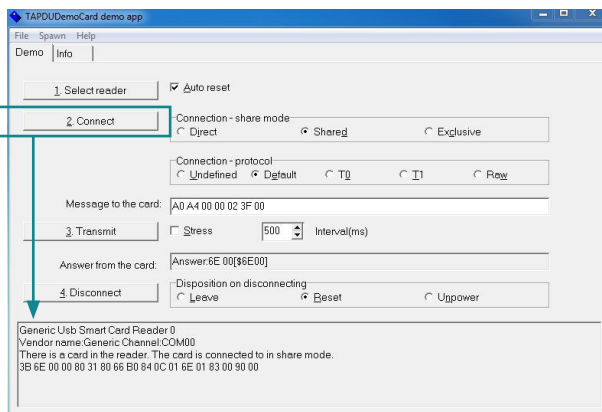 TAPDUDemoCard demo app
File Spawn Help
Demo Info
1. Select reader
Auto reset
2. Connect
Connection - share mode
Direct Shared Exclusive
Connection - protocol
Undefined Default T0 T1 Raw
Message to the card: A0 A4 00 00 02 3F 00
3. Transmit Stress 500 Interval(ms)
Answer from the card: Answer:6E 00[$6E00]
4. Disconnect
Disposition on disconnecting
Leave Reset Unpower
Generic Usb Smart Card Reader 0
Vendor name:Generic Channel:COM00
There is a card in the reader. The card is connected to in share mode.
3B 6E 00 00 80 31 80 66 B0 84 0C 01 6E 01 83 00 90 00